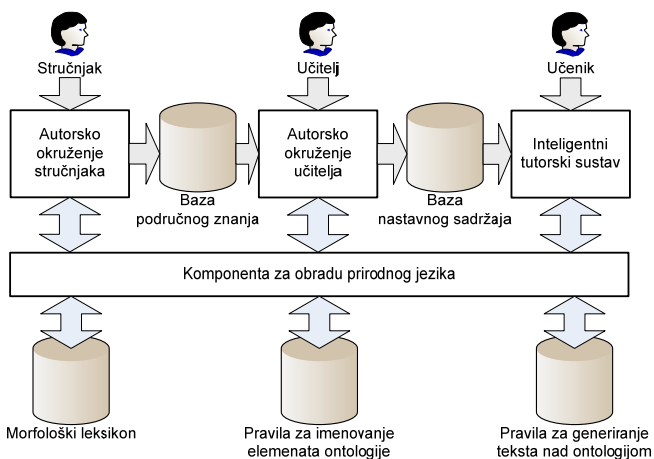 Stručnjak
Učitelj
Učenik
Autorsko
okruženje
stručnjaka
Autorsko
okruženje
učitelja
Inteligentni
tutorski sustav
Baza
područnog znanja
Baza
nastavnog sadržaja
Komponenta za obradu prirodnog jezika
Morfološki leksikon
Pravila za imenovanje
elemenata ontologije
Pravila za generiranje
teksta nad ontologijom